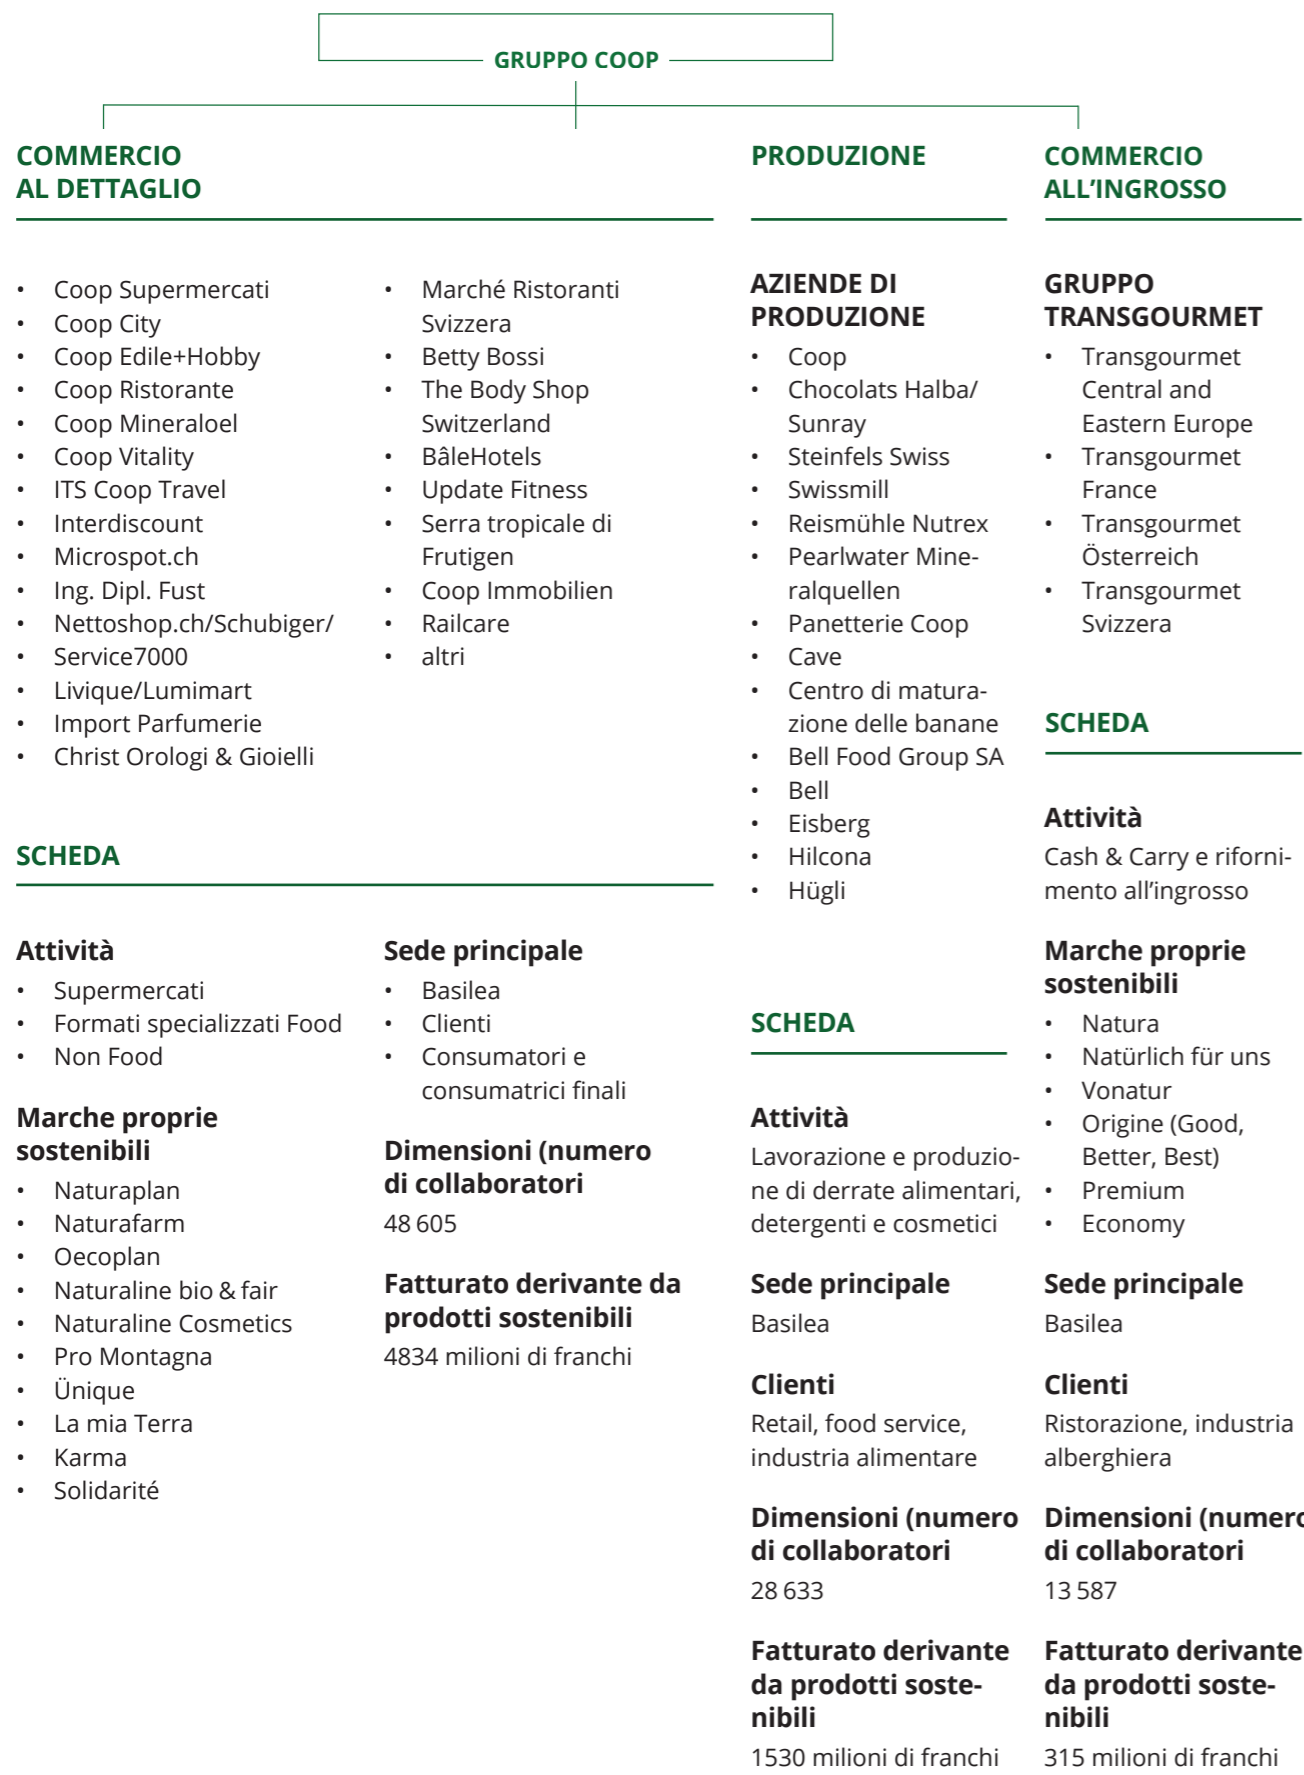 GRUPPO COOP
COMMERCIO
AL DETTAGLIO
• Coop Supermercati
• Coop City
• Coop Edile+Hobby
• Coop Ristorante
• Coop Mineraloel
• Coop Vitality
• ITS Coop Travel
• Interdiscount
• Microspot.ch
• Ing. Dipl. Fust
• Nettoshop.ch/Schubiger/
• Service7000
• Livique/Lumimart
• Import Parfumerie
• Christ Orologi & Gioielli
• Marché Ristoranti
Svizzera
• Betty Bossi
• The Body Shop
Switzerland
• BâleHotels
• Update Fitness
• Serra tropicale di
Frutigen
• Coop Immobilien
• Railcare
• altri
SCHEDA
Attività
• Supermercati
• Formati specializzati Food
• Non Food
Marche proprie
sostenibili
• Naturaplan
• Naturafarm
• Oecoplan
• Naturaline bio & fair
• Naturaline Cosmetics
• Pro Montagna
• Ünique
• La mia Terra
• Karma
• Solidarité
Sede principale
• Basilea
• Clienti
• Consumatori e
consumatrici finali
Dimensioni (numero
di collaboratori
48 605
Fatturato derivante da
prodotti sostenibili
4834 milioni di franchi
PRODUZIONE
AZIENDE DI
PRODUZIONE
• Coop
• Chocolats Halba/
Sunray
• Steinfels Swiss
• Swissmill
• Reismühle Nutrex
• Pearlwater Mine-
ralquellen
• Panetterie Coop
• Cave
• Centro di matura-
zione delle banane
• Bell Food Group SA
• Bell
• Eisberg
• Hilcona
• Hügli
SCHEDA
Attività
Lavorazione e produzio-
ne di derrate alimentari,
detergenti e cosmetici
Sede principale
Basilea
Clienti
Retail, food service,
industria alimentare
Dimensioni (numero
di collaboratori
28 633
Fatturato derivante
da prodotti soste-
nibili
1530 milioni di franchi
COMMERCIO
ALL'INGROSSO
GRUPPO
TRANSGOURMET
• Transgourmet
Central and
Eastern Europe
• Transgourmet
France
• Transgourmet
Österreich
• Transgourmet
Svizzera
SCHEDA
Attività
Cash & Carry e riforni-
mento all'ingrosso
Marche proprie
sostenibili
• Natura
• Natürlich für uns
• Vonatur
• Origine (Good,
Better, Best)
• Premium
• Economy
Sede principale
Basilea
Clienti
Ristorazione, industria
alberghiera
Dimensioni (numero
di collaboratori
13 587
Fatturato derivante
da prodotti soste-
nibili
315 milioni di franchi